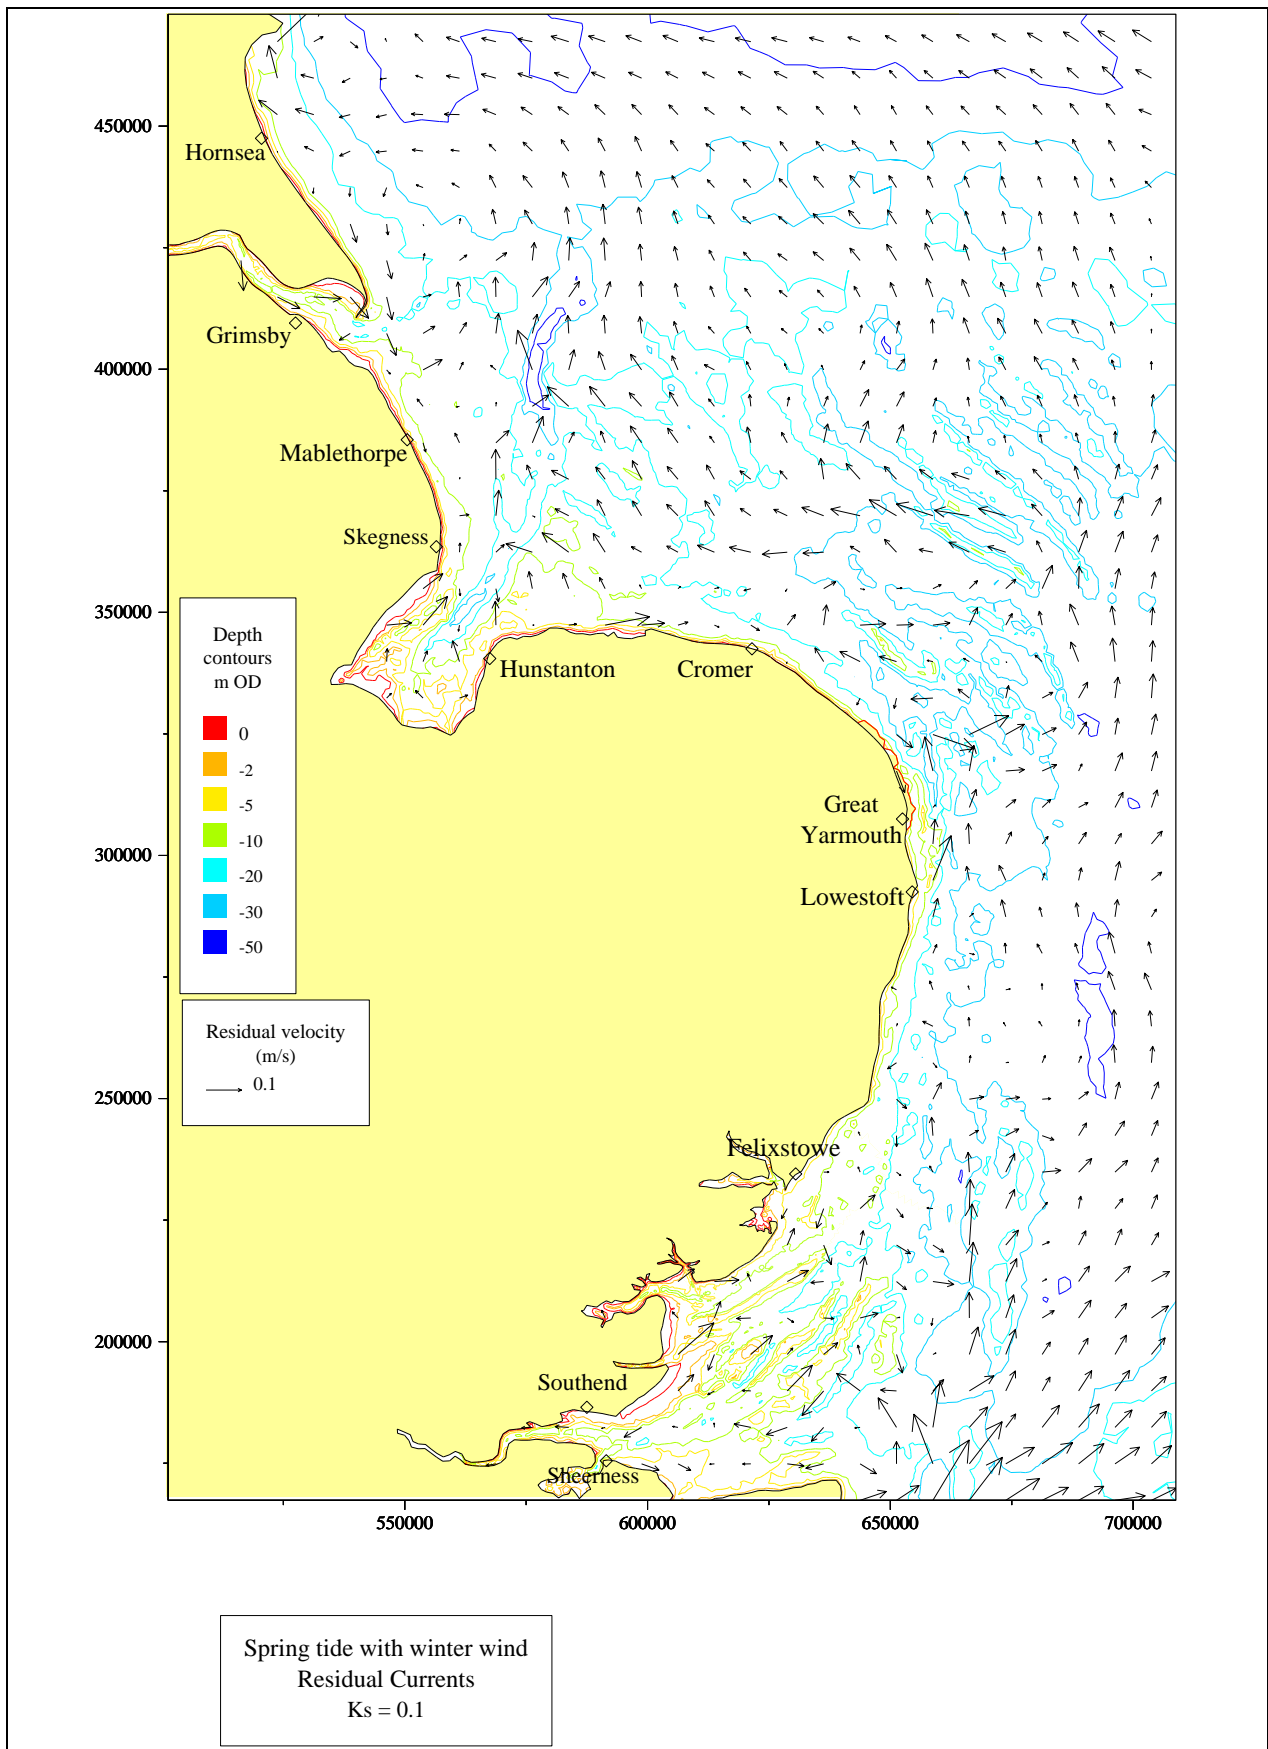 450000
Hornsea
Grimsby
400000
Mablethorpe
Skegness
350000
Depth
contours
m OD
0
-2
-5
-10
-20
-30
-50
Hunstanton
Cromer
Great
Yarmouth
300000
Lowestoft
Residual velocity
(m/s)
0.1
250000
Felixstowe
200000
Southend
Sheerness
550000 600000 650000 700000
Spring tide with winter wind
Residual Currents
Ks = 0.1